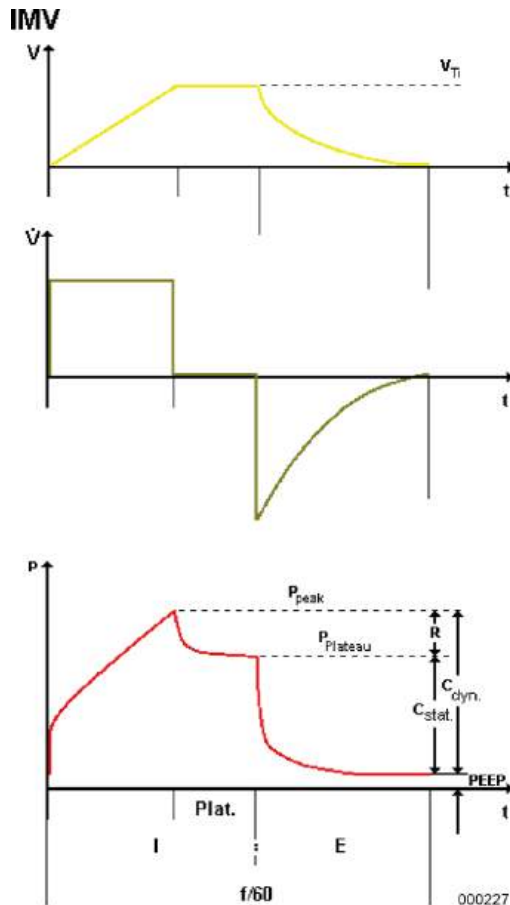 IMV
V
V_Ti
t
V̇
t
P
P_peak
P_Plateau
R
C_dyn.
C_stat.
PEEP
Plat.
t
I : E
f/60
000227